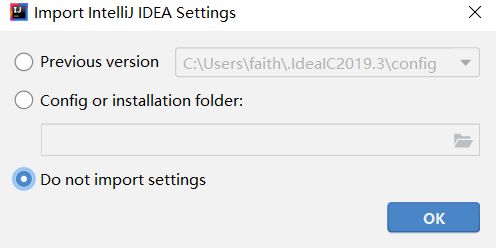 Import IntelliJ IDEA Settings
Previous version C:\Users\faith\.IdeaIC2019.3\config
Config or installation folder:
Do not import settings
OK